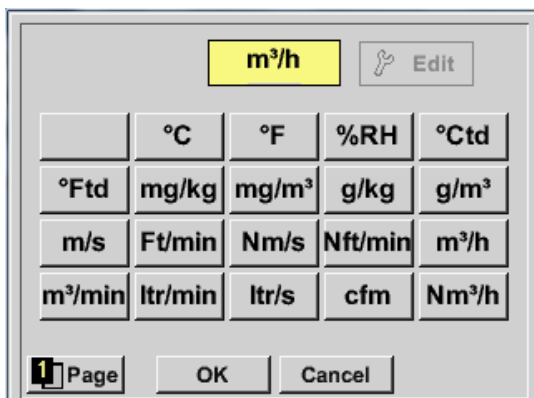 m³/h Edit
°C °F %RH °Ctd
°Ftd mg/kg mg/m³ g/kg g/m³
m/s Ft/min Nm/s Nft/min m³/h
m³/min ltr/min ltr/s cfm Nm³/h
1 Page OK Cancel